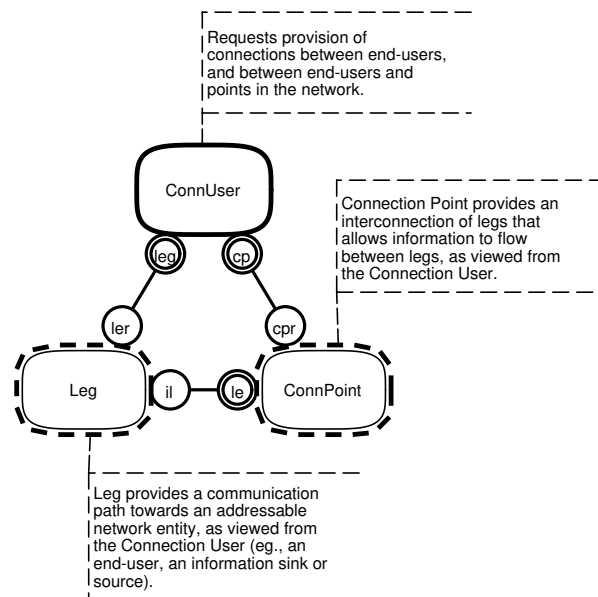 Requests provision of
connections between end-users,
and between end-users and
points in the network.
ConnUser
Connection Point provides an
interconnection of legs that
allows information to flow
between legs, as viewed from
the Connection User.
leg
cp
ler
cpr
Leg
il
le
ConnPoint
Leg provides a communication
path towards an addressable
network entity, as viewed from
the Connection User (eg., an
end-user, an information sink or
source).